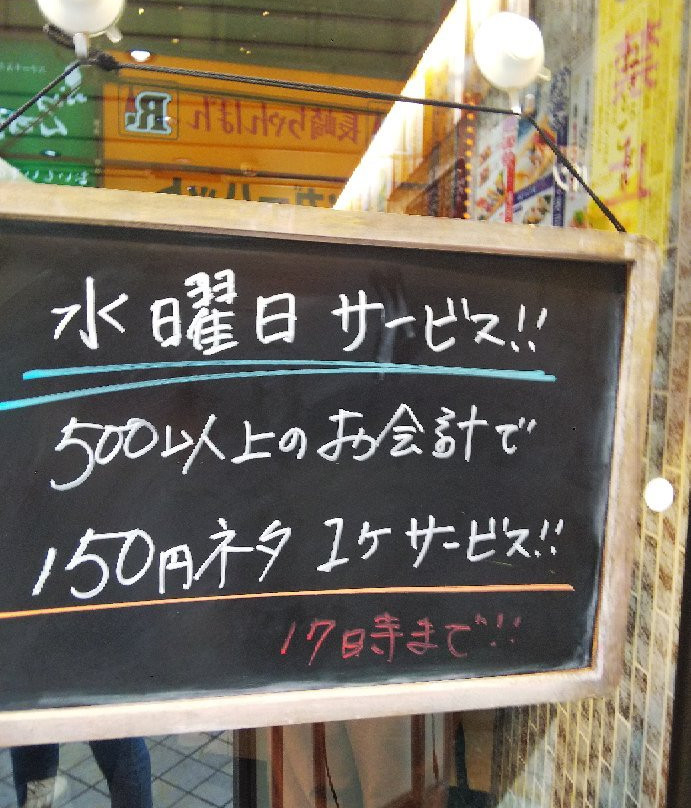 長崎ちゃんぽん
水曜日 サービス!!
500以上のお会計で
150円ネタ 1ケ サービス!!
17時まで!!